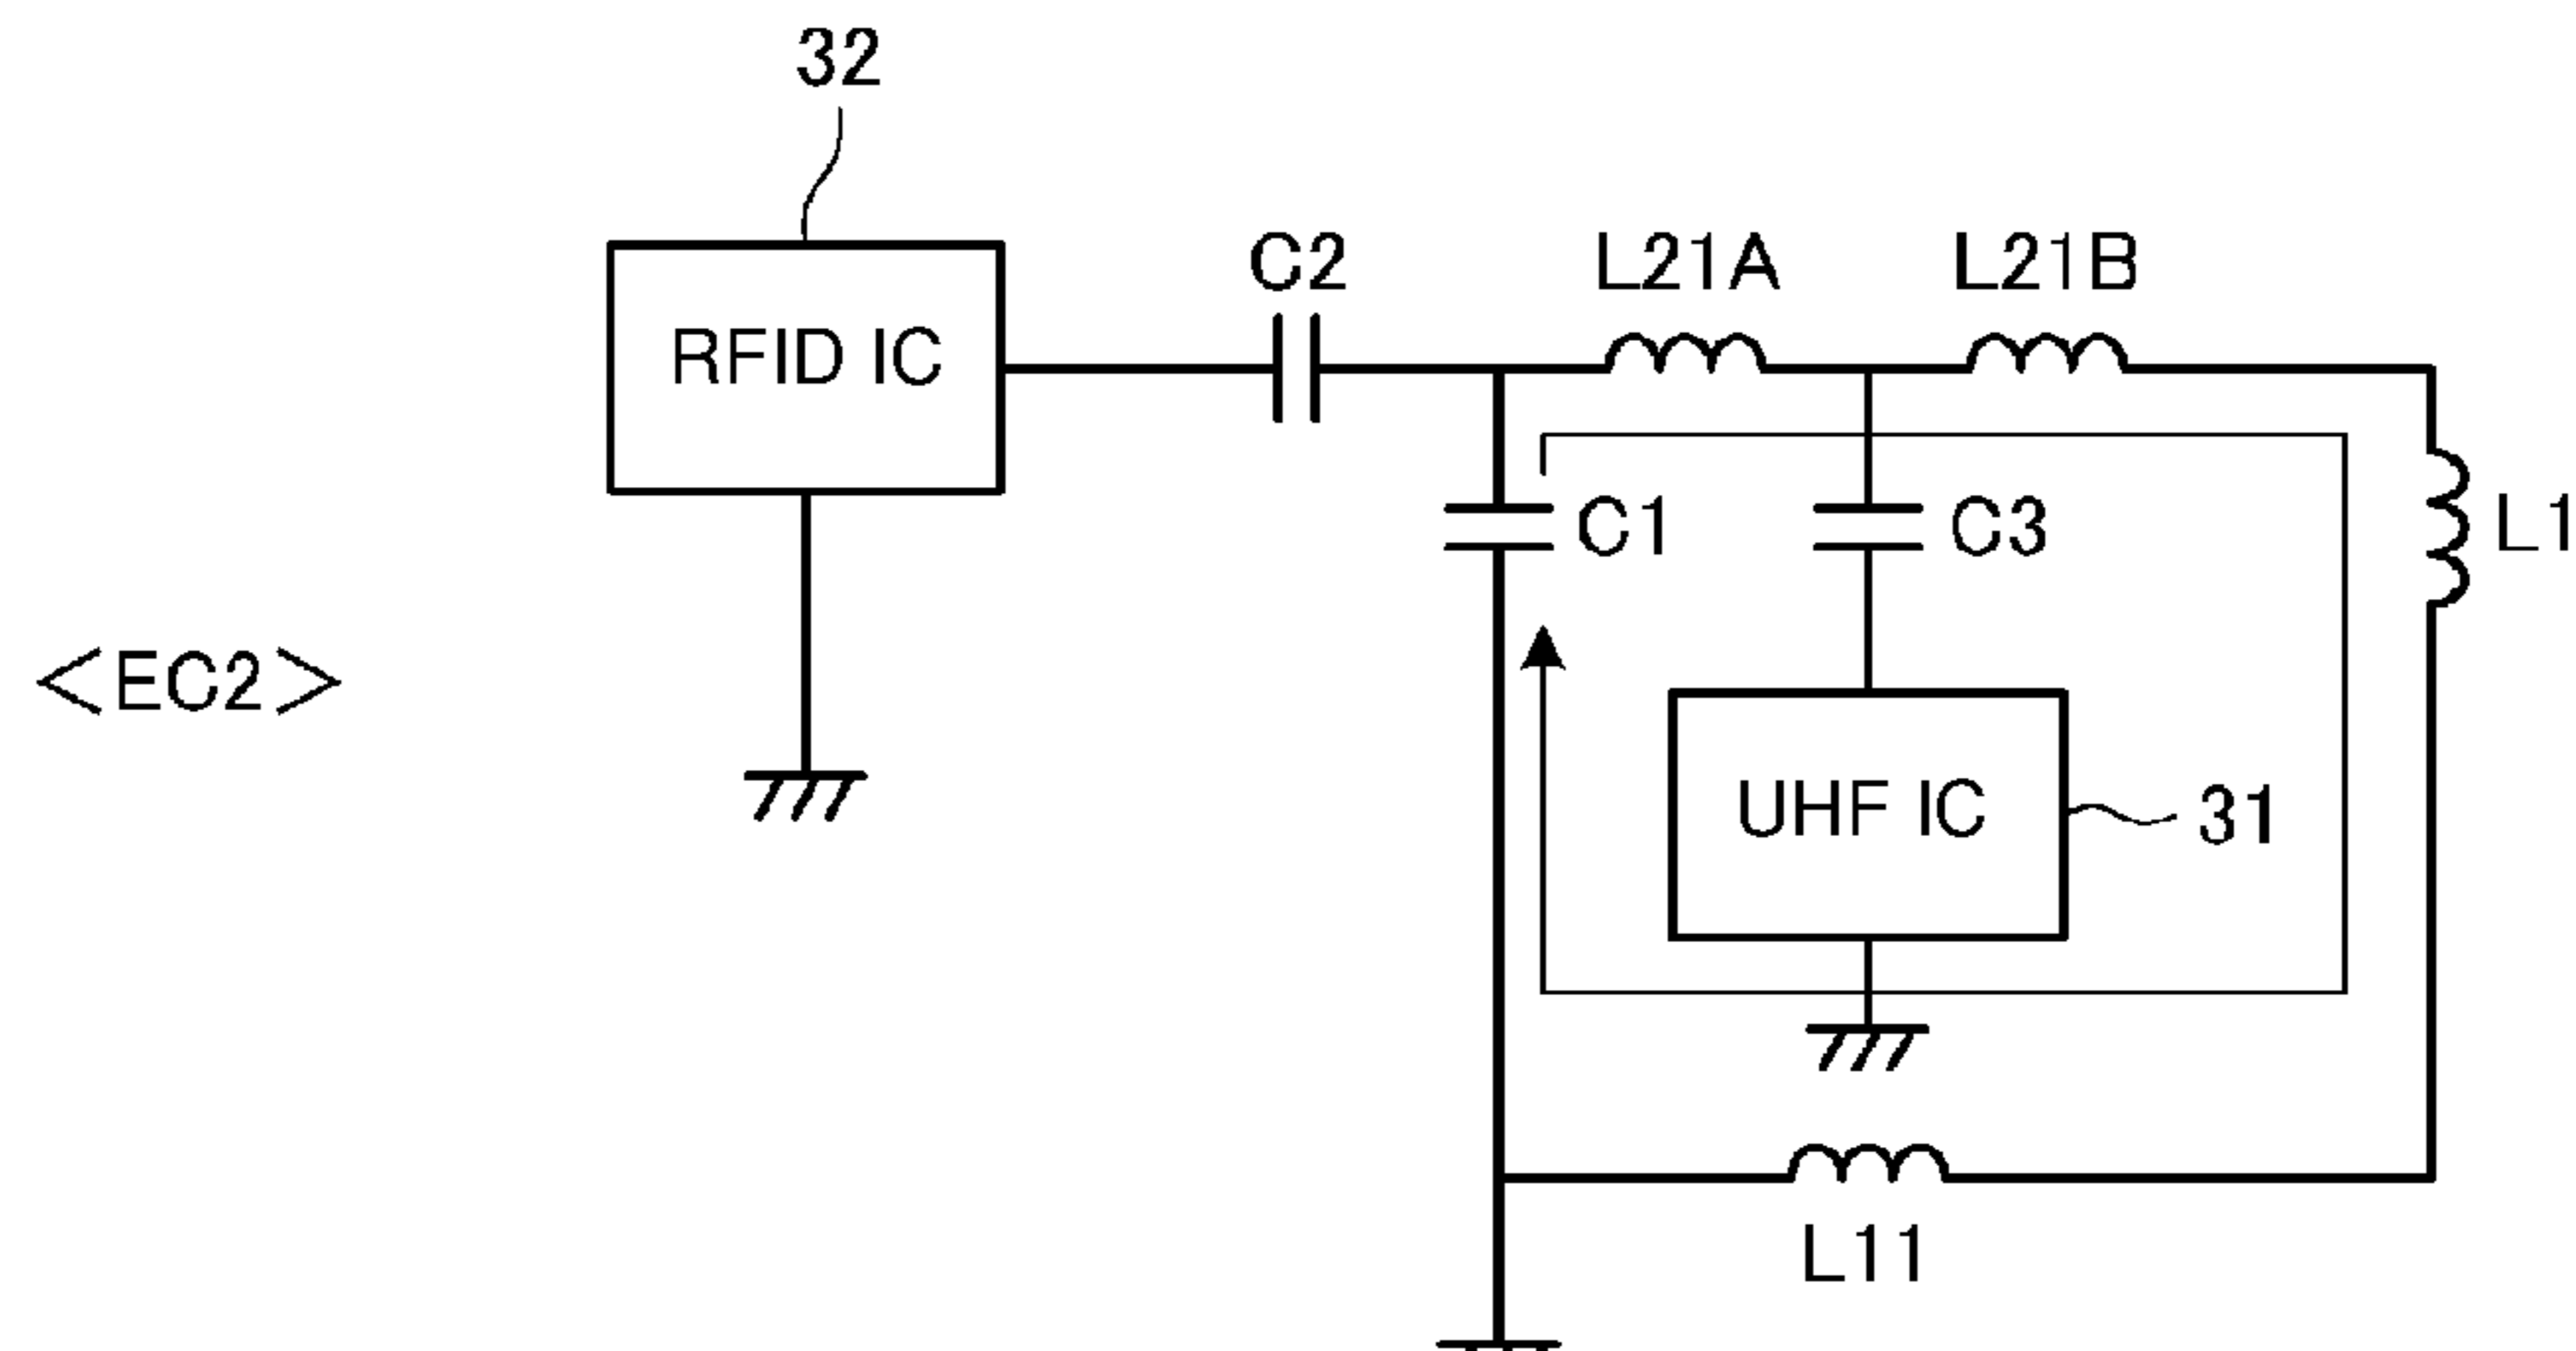 32
C2
L21A
L21B
RFID IC
C1
C3
L1
<EC2>
UHF IC
31
L11